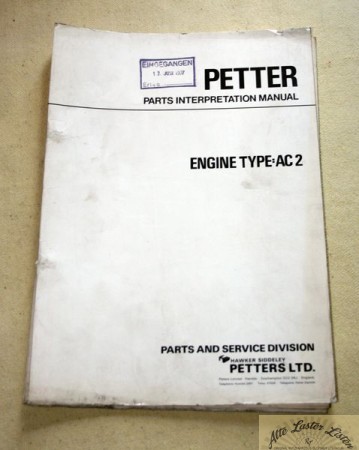 EINGEGANGEN
PETTER
PARTS INTERPRETATION MANUAL
ENGINE TYPE: AC 2
PARTS AND SERVICE DIVISION
HAWKER SIDDELEY
PETTERS LTD.
Alte Laster Listen